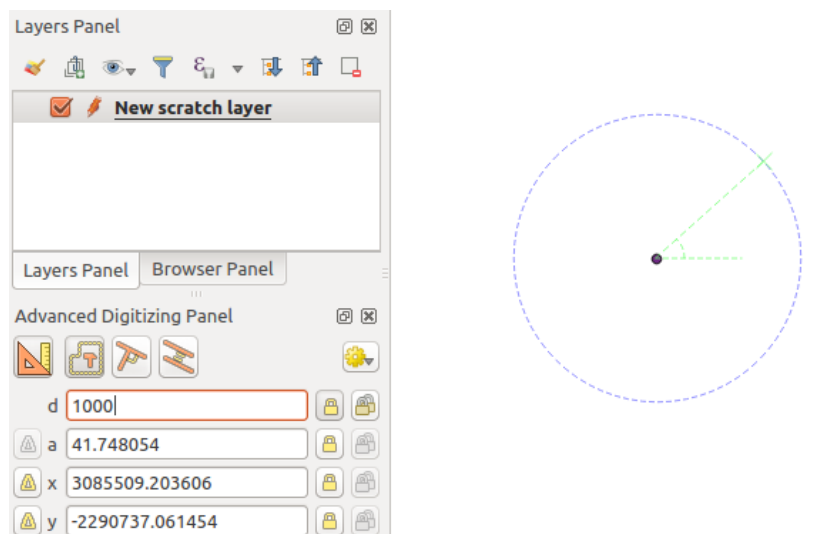 Layers Panel
New scratch layer
Layers Panel Browser Panel
Advanced Digitizing Panel
d 1000
a 41.748054
x 3085509.203606
y -2290737.061454